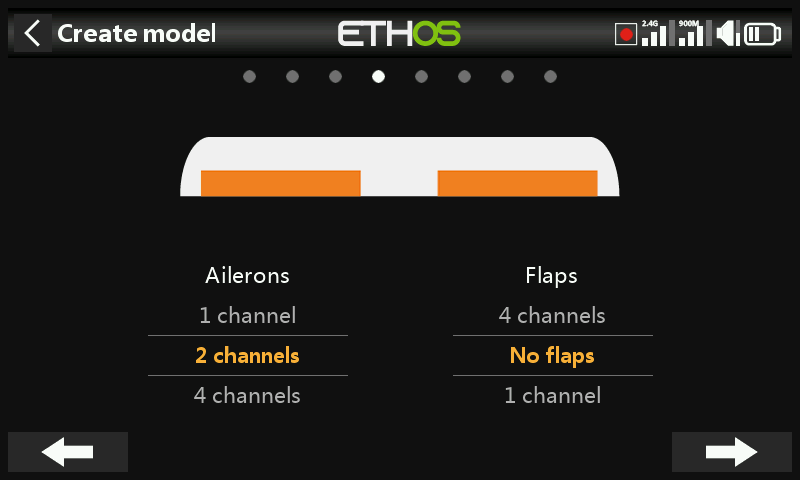 Create model
ETHOS
2.4G
900M
Ailerons
Flaps
1 channel
4 channels
2 channels
No flaps
4 channels
1 channel